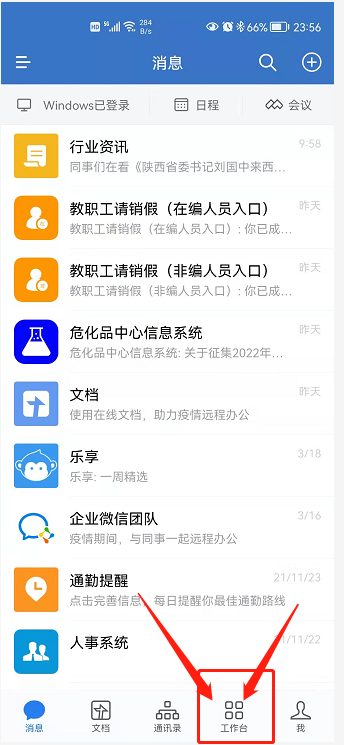 HD 5G 284 B/s 66% 23:56
消息
Windows已登录 日程 会议
行业资讯 9:58
同事们在看《陕西省委书记刘国中来西...
教职工请销假（在编人员入口） 昨天
教职工请销假（在编人员入口）: 你已成...
教职工请销假（非编人员入口） 昨天
教职工请销假（非编人员入口）: 你已成...
危化品中心信息系统 昨天
危化品中心信息系统: 关于征集2022年...
文档 昨天
使用在线文档，助力疫情远程办公
乐享 3/18
乐享: 一周精选
企业微信团队 3/16
疫情期间，与同事一起远程办公
通勤提醒 21/11/23
点击完善信息，每日提醒你最佳通勤路线
人事系统 21/11/22
消息 文档 通讯录 工作台 我